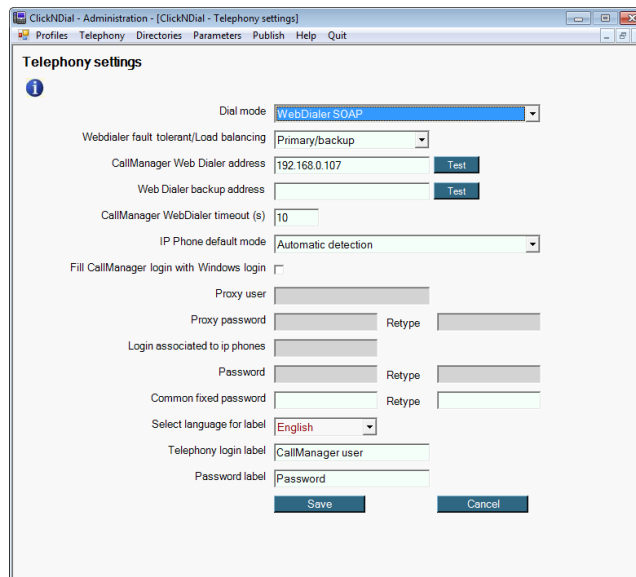 ClickNDial - Administration - [ClickNDial - Telephony settings]
Profiles Telephony Directories Parameters Publish Help Quit
Telephony settings
Dial mode WebDialer SOAP
Webdialer fault tolerant/Load balancing Primary/backup
CallManager Web Dialer address 192.168.0.107 Test
Web Dialer backup address Test
CallManager WebDialer timeout (s) 10
IP Phone default mode Automatic detection
Fill CallManager login with Windows login
Proxy user
Proxy password Retype
Login associated to ip phones
Password Retype
Common fixed password Retype
Select language for label English
Telephony login label CallManager user
Password label Password
Save Cancel